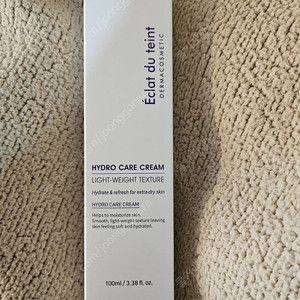 Éclat du teint
DERMACOSMETIC
HYDRO CARE CREAM
LIGHT-WEIGHT TEXTURE
Hydrate & refresh for extra-dry skin
HYDRO CARE CREAM
Helps to moisturize skin.
Smooth, light-weight texture leaving
skin feeling soft and hydrated.
100ml / 3.38 fl. oz.